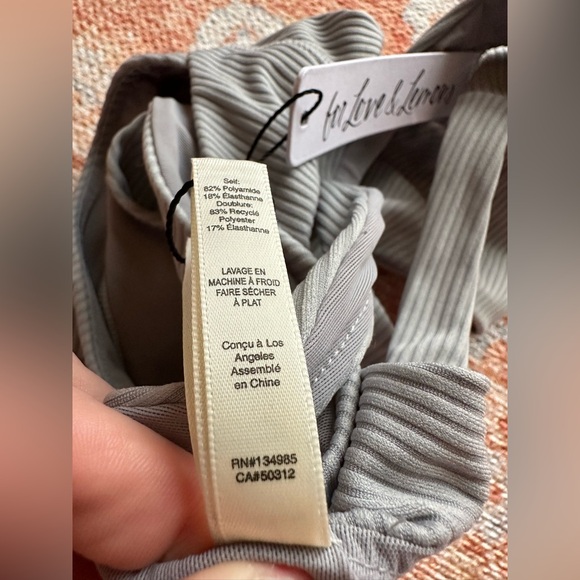 for Love & Lemons
Self:
82% Polyamide
18% Élasthanne
Doublure:
83% Recyclé
Polyester
17% Élasthanne
LAVAGE EN
MACHINE À FROID
FAIRE SÉCHER
À PLAT
Conçu à Los
Angeles
Assemblé
en Chine
RN#134985
CA#50312